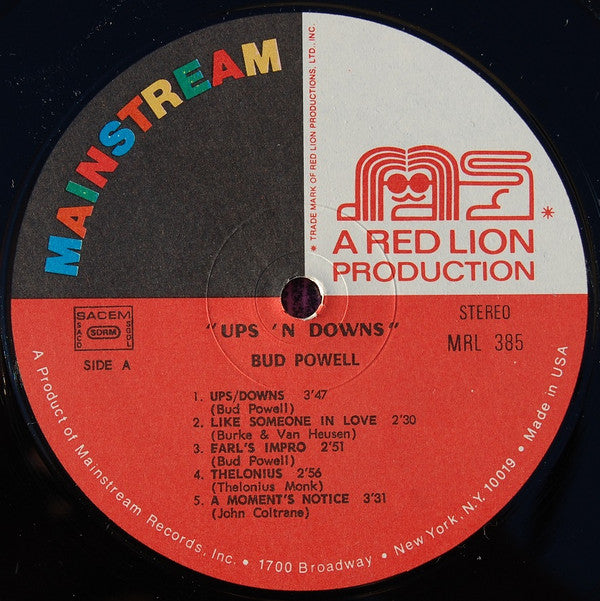 MAINSTREAM
* TRADE MARK OF RED LION PRODUCTIONS, LTD., INC.
*
A RED LION
PRODUCTION
SACEM
SACD
SDRM
SGDL
SIDE A
"UPS 'N DOWNS"
BUD POWELL
STEREO
MRL 385
1. UPS/DOWNS 3'47
(Bud Powell)
2. LIKE SOMEONE IN LOVE 2'30
(Burke & Van Heusen)
3. EARL'S IMPRO 2'51
(Bud Powell)
4. THELONIUS 2'56
(Thelonius Monk)
5. A MOMENT'S NOTICE 3'31
(John Coltrane)
A Product of Mainstream Records, Inc. • 1700 Broadway • New York, N.Y. 10019 • Made in USA